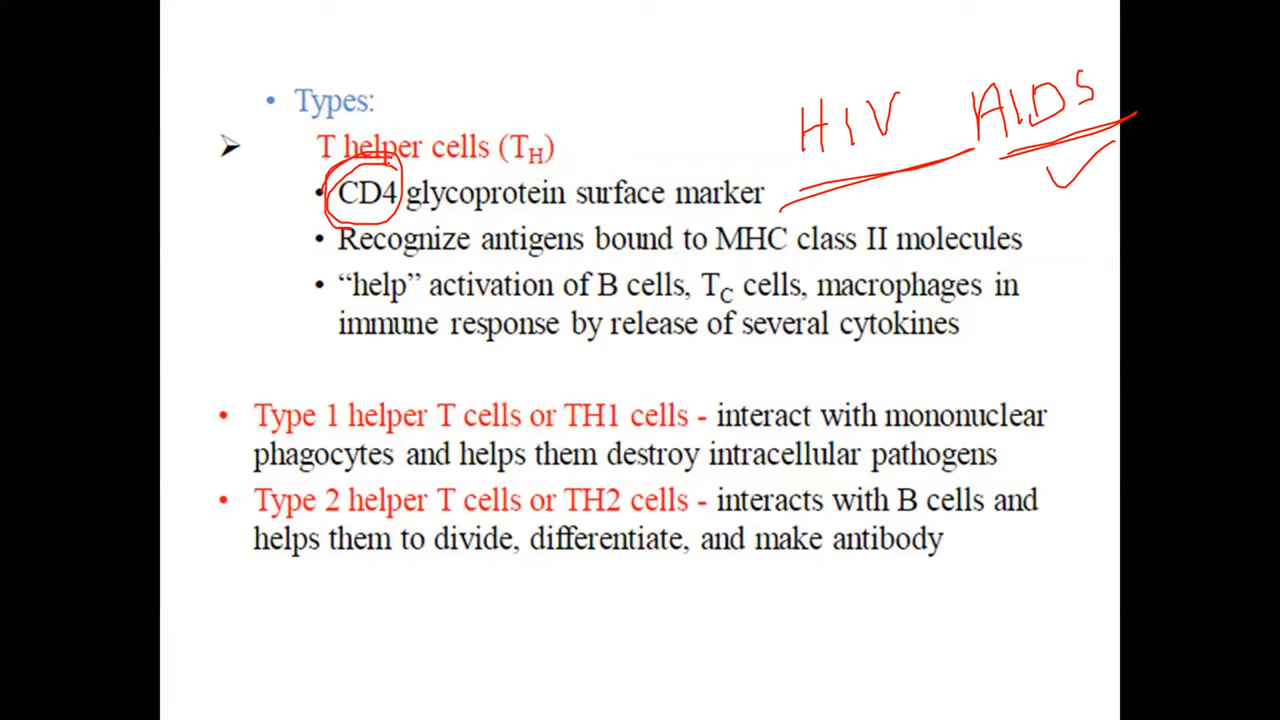 • Types:
HIV AIDS
➢ T helper cells (TH)
• CD4 glycoprotein surface marker
• Recognize antigens bound to MHC class II molecules
• “help” activation of B cells, TC cells, macrophages in
immune response by release of several cytokines
• Type 1 helper T cells or TH1 cells - interact with mononuclear
phagocytes and helps them destroy intracellular pathogens
• Type 2 helper T cells or TH2 cells - interacts with B cells and
helps them to divide, differentiate, and make antibody